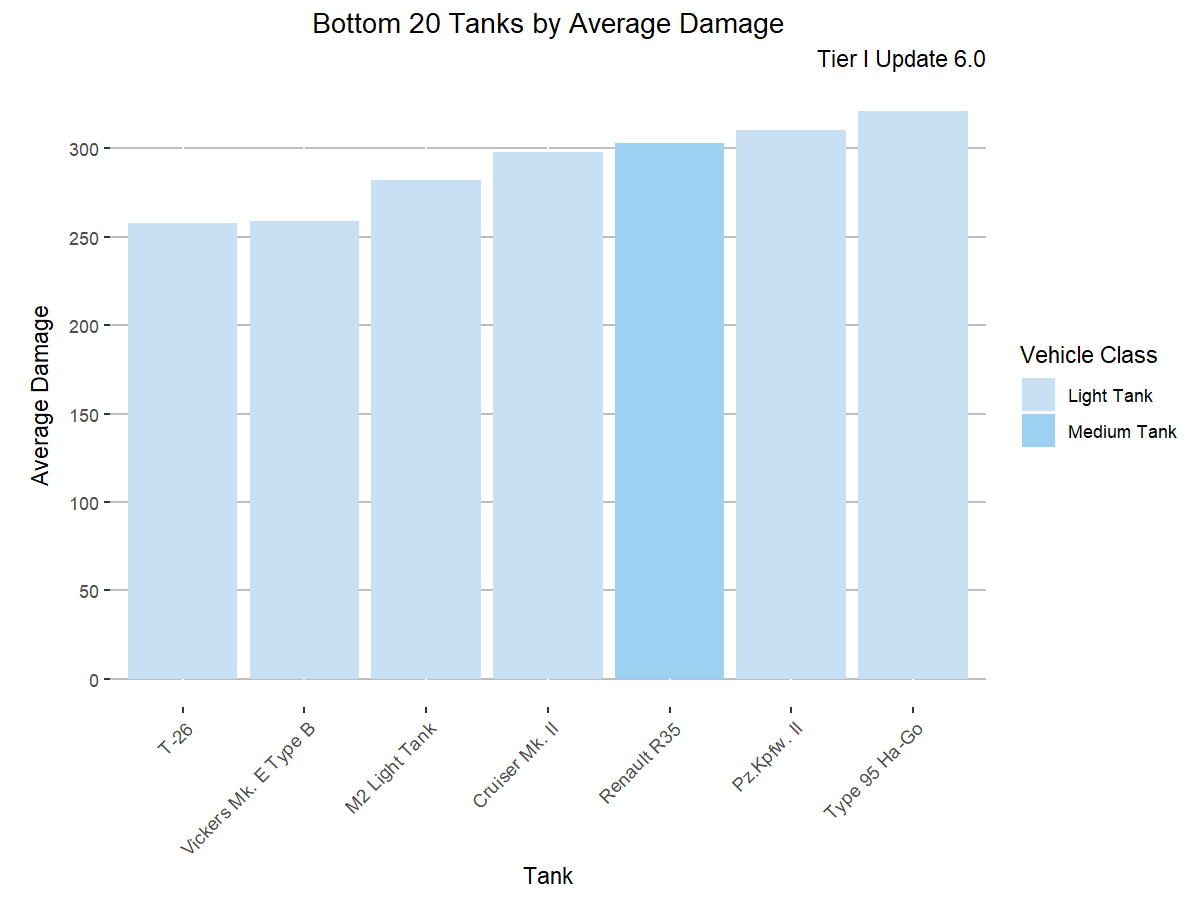 Bottom 20 Tanks by Average Damage
Tier I Update 6.0
Average Damage
300
250
200
150
100
50
0
T-26
Vickers Mk. E Type B
M2 Light Tank
Cruiser Mk. II
Renault R35
Pz.Kpfw. II
Type 95 Ha-Go
Tank
Vehicle Class
Light Tank
Medium Tank